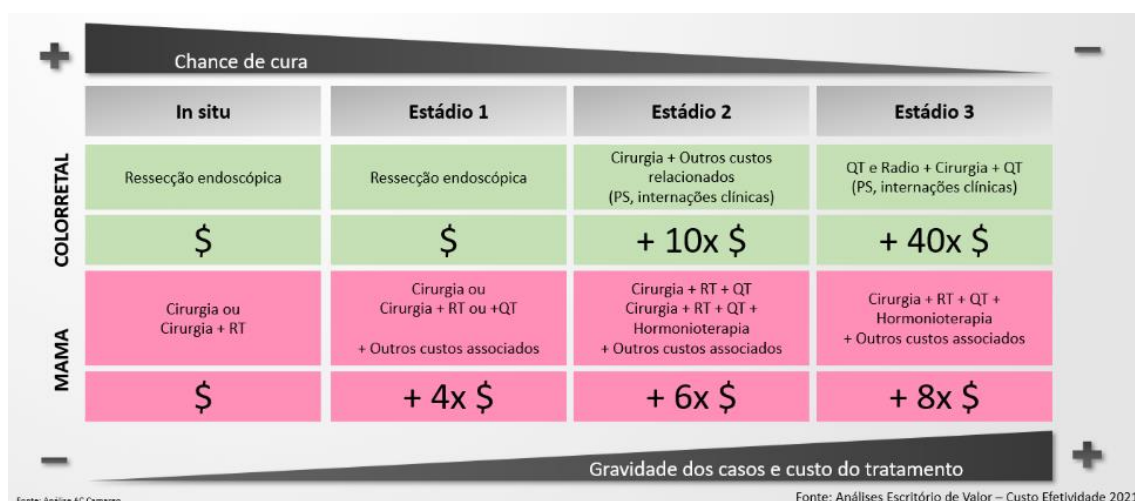 +
Chance de cura
−
In situ
Estádio 1
Estádio 2
Estádio 3
COLORRETAL
Ressecção endoscópica
Ressecção endoscópica
Cirurgia + Outros custos
relacionados
(PS, internações clínicas)
QT e Radio + Cirurgia + QT
(PS, internações clínicas)
$
$
+ 10x $
+ 40x $
MAMA
Cirurgia ou
Cirurgia + RT
Cirurgia ou
Cirurgia + RT ou +QT
+ Outros custos associados
Cirurgia + RT + QT
Cirurgia + RT + QT +
Hormonioterapia
+ Outros custos associados
Cirurgia + RT + QT +
Hormonioterapia
+ Outros custos associados
$
+ 4x $
+ 6x $
+ 8x $
−
Gravidade dos casos e custo do tratamento
+
Fonte: Análise AC Camargo
Fonte: Análises Escritório de Valor – Custo Efetividade 2021